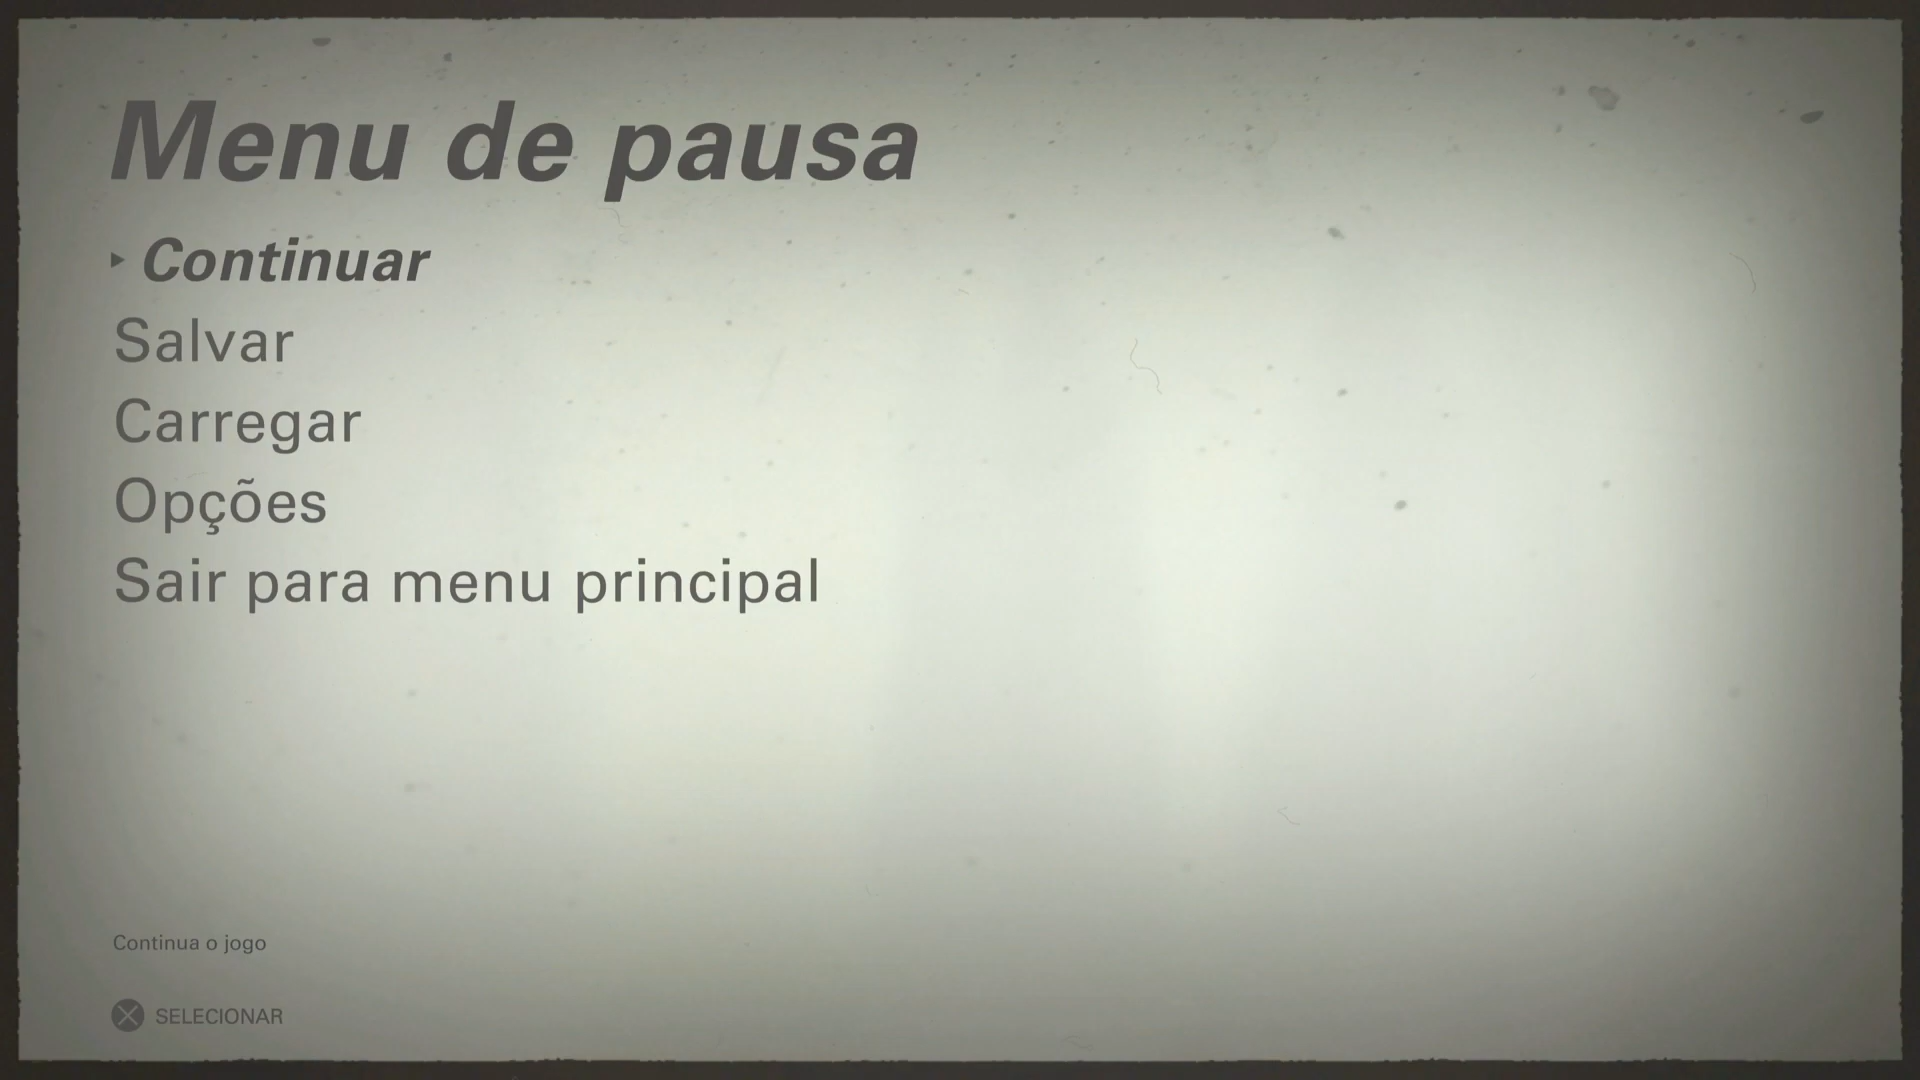 Menu de pausa
Continuar
Salvar
Carregar
Opções
Sair para menu principal
Continua o jogo
SELECIONAR